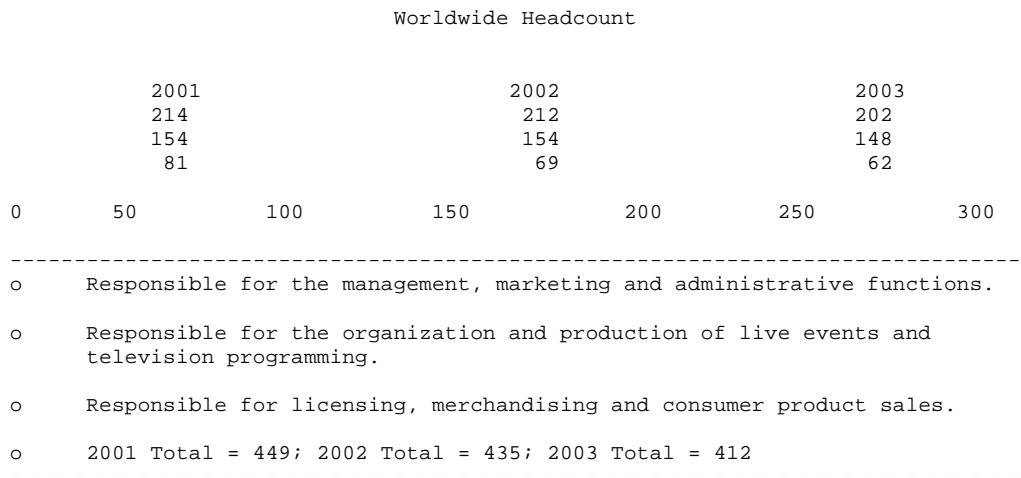 Worldwide Headcount
2001 2002 2003
214 212 202
154 154 148
81 69 62
0 50 100 150 200 250 300
--------------------------------------------------------------------------------
o Responsible for the management, marketing and administrative functions.
o Responsible for the organization and production of live events and
television programming.
o Responsible for licensing, merchandising and consumer product sales.
o 2001 Total = 449; 2002 Total = 435; 2003 Total = 412